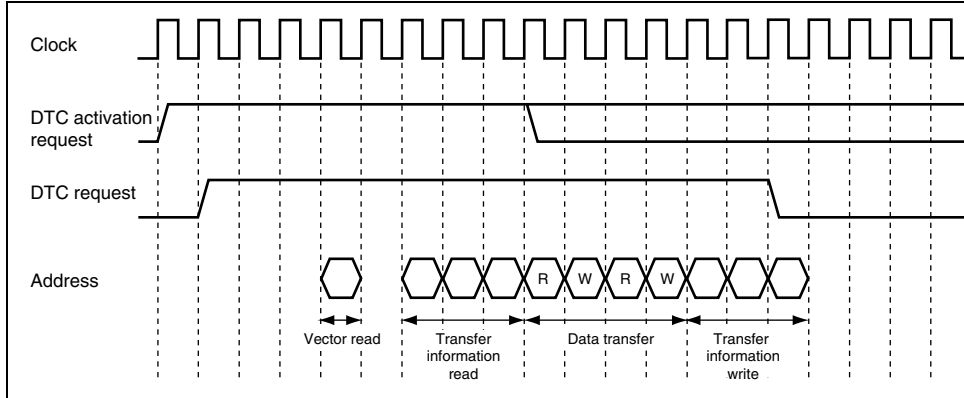 Clock
DTC activation
request
DTC request
Address
R
W
R
W
Vector read
Transfer
information
read
Data transfer
Transfer
information
write